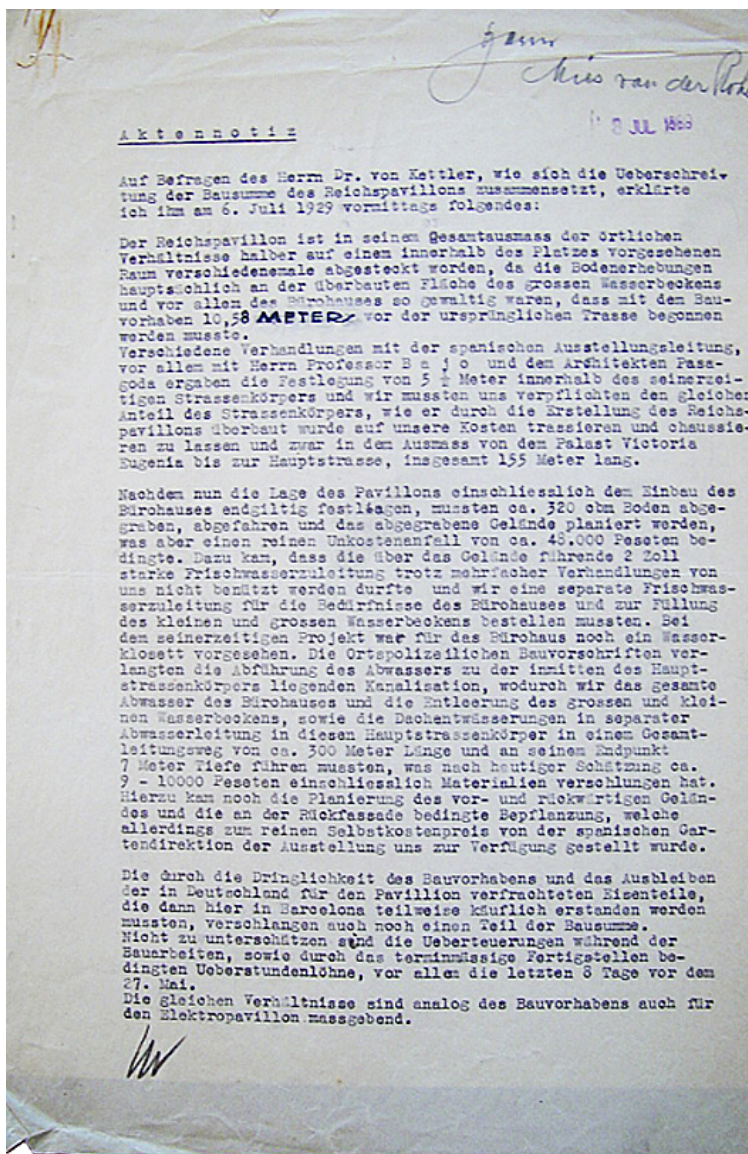 Mies van der Rohe
8 JUL
Aktennotiz
Auf Befragen des Herrn Dr. von Kettler, wie sich die Ueberschrei-
tung der Bausumme des Reichspavillons zusammensetzt, erklärte
ich ihm am 6. Juli 1929 vormittags folgendes:
Der Reichspavillon ist in seinem Gesamtausmass der örtlichen
Verhältnisse halber auf einem innerhalb des Platzes vorgesehenen
Raum verschiedenemale abgesteckt worden, da die Bodenerhebungen
hauptsächlich an der überbauten Fläche des grossen Wasserbeckens
und vor allem des Bürohauses so gewaltig waren, dass mit dem Bau-
vorhaben 10,58 METER vor der ursprünglichen Trasse begonnen
werden musste.
Verschiedene Verhandlungen mit der spanischen Ausstellungsleitung,
vor allem mit Herrn Professor B a j o und dem Architekten Pasa-
goda ergaben die Festlegung von 5 ½ Meter innerhalb des seinerzei-
tigen Strassenkörpers und wir mussten uns verpflichten den gleichen
Anteil des Strassenkörpers, wie er durch die Erstellung des Reichs-
pavillons überbaut wurde auf unsere Kosten trassieren und chaussie-
ren zu lassen und zwar in dem Ausmass von dem Palast Victoria
Eugenia bis zur Hauptstrasse, insgesamt 155 Meter lang.
Nachdem nun die Lage des Pavillons einschliesslich dem Einbau des
Bürohauses endgiltig festlagen, mussten ca. 320 cbm Boden abge-
graben, abgefahren und das abgegrabene Gelände planiert werden,
was aber einen reinen Unkostenanfall von ca. 48.000 Peseten be-
dingte. Dazu kam, dass die über das Gelände führende 2 Zoll
starke Frischwasserzuleitung trotz mehrfacher Verhandlungen von
uns nicht benützt werden durfte und wir eine separate Frischwas-
serzuleitung für die Bedürfnisse des Bürohauses und zur Füllung
des kleinen und grossen Wasserbeckens bestellen mussten. Bei
dem seinerzeitigen Projekt war für das Bürohaus noch ein Wasser-
klosett vorgesehen. Die Ortspolizeilichen Bauvorschriften ver-
langten die Abführung des Abwassers zu der inmitten des Haupt-
strassenkörpers liegenden Kanalisation, wodurch wir das gesamte
Abwasser des Bürohauses und die Entleerung des grossen und klei-
nen Wasserbeckens, sowie die Dachentwässerungen in separater
Abwasserleitung in diesen Hauptstrassenkörper in einem Gesamt-
leitungsweg von ca. 300 Meter Länge und an seinem Endpunkt
7 Meter Tiefe führen mussten, was nach heutiger Schätzung ca.
9 - 10000 Peseten einschliesslich Materialien verschlungen hat.
Hierzu kam noch die Planierung des vor- und rückwärtigen Gelän-
des und die an der Rückfassade bedingte Bepflanzung, welche
allerdings zum reinen Selbstkostenpreis von der spanischen Gar-
tendirektion der Ausstellung uns zur Verfügung gestellt wurde.
Die durch die Dringlichkeit des Bauvorhabens und das Ausbleiben
der in Deutschland für den Pavillion verfrachteten Eisenteile,
die dann hier in Barcelona teilweise käuflich erstanden werden
mussten, verschlangen auch noch einen Teil der Bausumme.
Nicht zu unterschätzen sind die Ueberteuerungen während der
Bauarbeiten, sowie durch das terminmässige Fertigstellen be-
dingten Ueberstundenlöhne, vor allem die letzten 8 Tage vor dem
27. Mai.
Die gleichen Verhältnisse sind analog des Bauvorhabens auch für
den Elektropavillon massgebend.